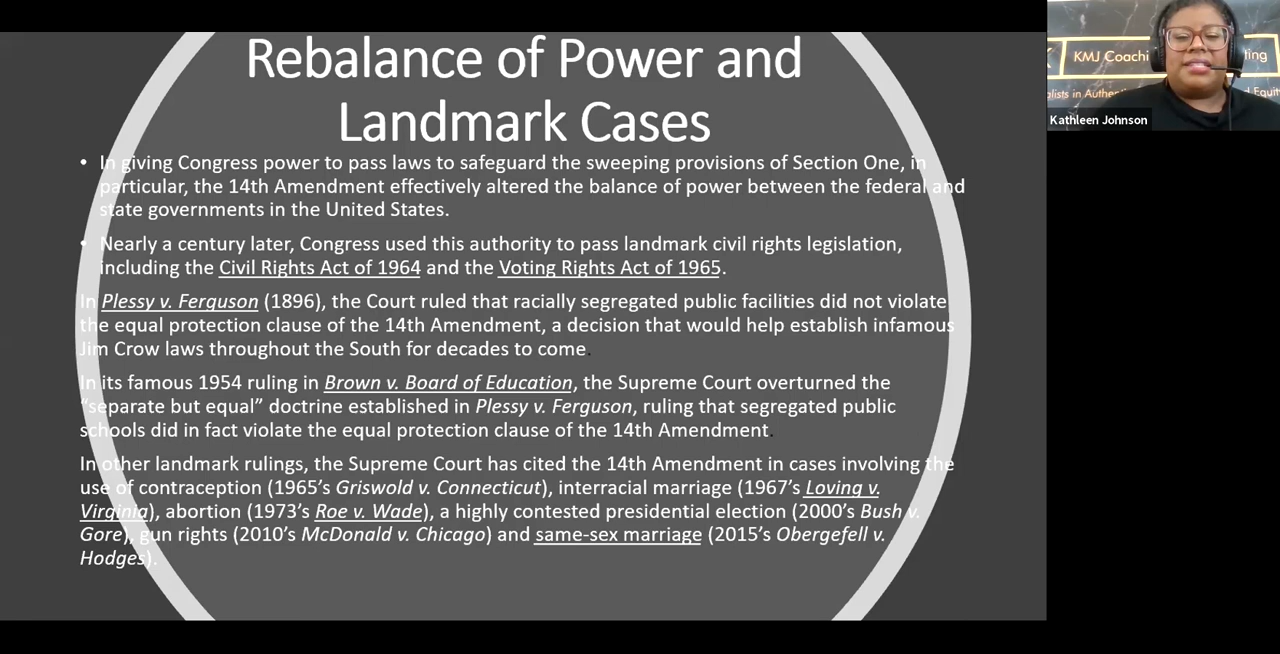 Rebalance of Power and
Landmark Cases
• In giving Congress power to pass laws to safeguard the sweeping provisions of Section One, in
particular, the 14th Amendment effectively altered the balance of power between the federal and
state governments in the United States.
• Nearly a century later, Congress used this authority to pass landmark civil rights legislation,
including the Civil Rights Act of 1964 and the Voting Rights Act of 1965.
In Plessy v. Ferguson (1896), the Court ruled that racially segregated public facilities did not violate
the equal protection clause of the 14th Amendment, a decision that would help establish infamous
Jim Crow laws throughout the South for decades to come.
In its famous 1954 ruling in Brown v. Board of Education, the Supreme Court overturned the
“separate but equal” doctrine established in Plessy v. Ferguson, ruling that segregated public
schools did in fact violate the equal protection clause of the 14th Amendment.
In other landmark rulings, the Supreme Court has cited the 14th Amendment in cases involving the
use of contraception (1965’s Griswold v. Connecticut), interracial marriage (1967’s Loving v.
Virginia), abortion (1973’s Roe v. Wade), a highly contested presidential election (2000’s Bush v.
Gore), gun rights (2010’s McDonald v. Chicago) and same-sex marriage (2015’s Obergefell v.
Hodges).
KMJ
Kathleen Johnson